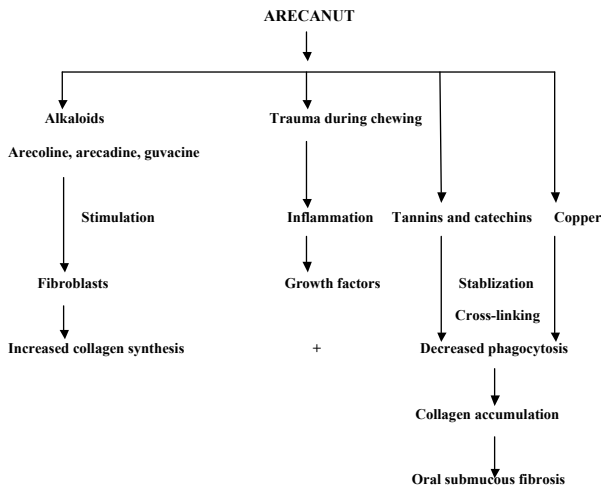 ARECANUT
Alkaloids
Trauma during chewing
Arecoline, arecadine, guvacine
Stimulation
Inflammation
Tannins and catechins
Copper
Fibroblasts
Growth factors
Stablization
Cross-linking
Increased collagen synthesis
+
Decreased phagocytosis
Collagen accumulation
Oral submucous fibrosis